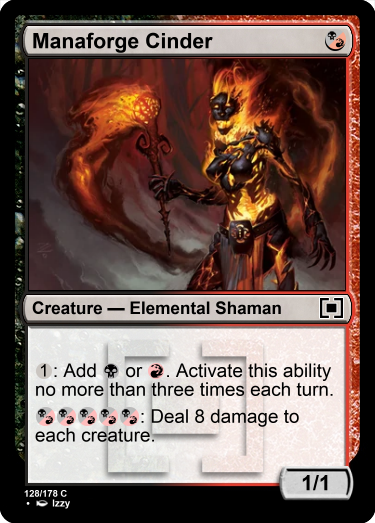 Manaforge Cinder
Creature — Elemental Shaman
1: Add or . Activate this ability
no more than three times each turn.
: Deal 8 damage to
each creature.
1/1
128/178 C
• Izzy